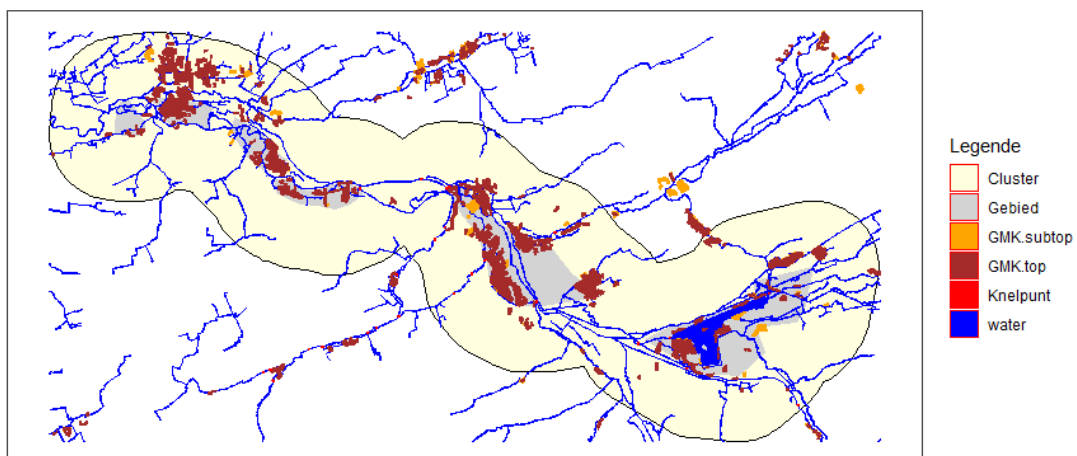 Legende
Cluster
Gebied
GMK.subtop
GMK.top
Knelpunt
water